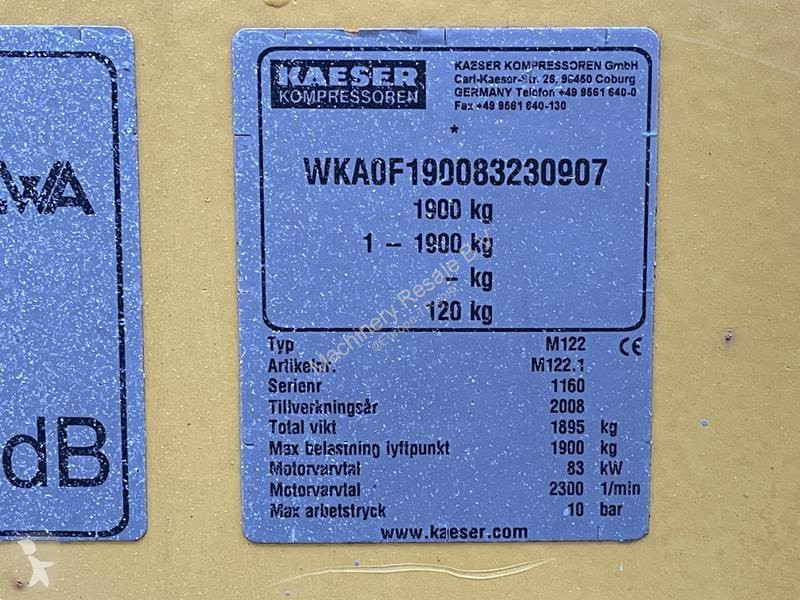 KAESER
KOMPRESSOREN
KAESER KOMPRESSOREN GmbH
Carl-Kaeser-Str. 26, 96450 Coburg
GERMANY Telefon +49 9561 640-0
Fax +49 9561 640-130
*
WKA0F190083230907
1900 kg
1 – 1900 kg
– kg
120 kg
Typ M122 CE
Artikelnr. M122.1
Serienr 1160
Tillverkningsår 2008
Total vikt 1895 kg
Max belastning lyftpunkt 1900 kg
Motorvarvtal 83 kW
Motorvarvtal 2300 1/min
Max arbetstryck 10 bar
www.kaeser.com
WA
dB
Machinery Resale